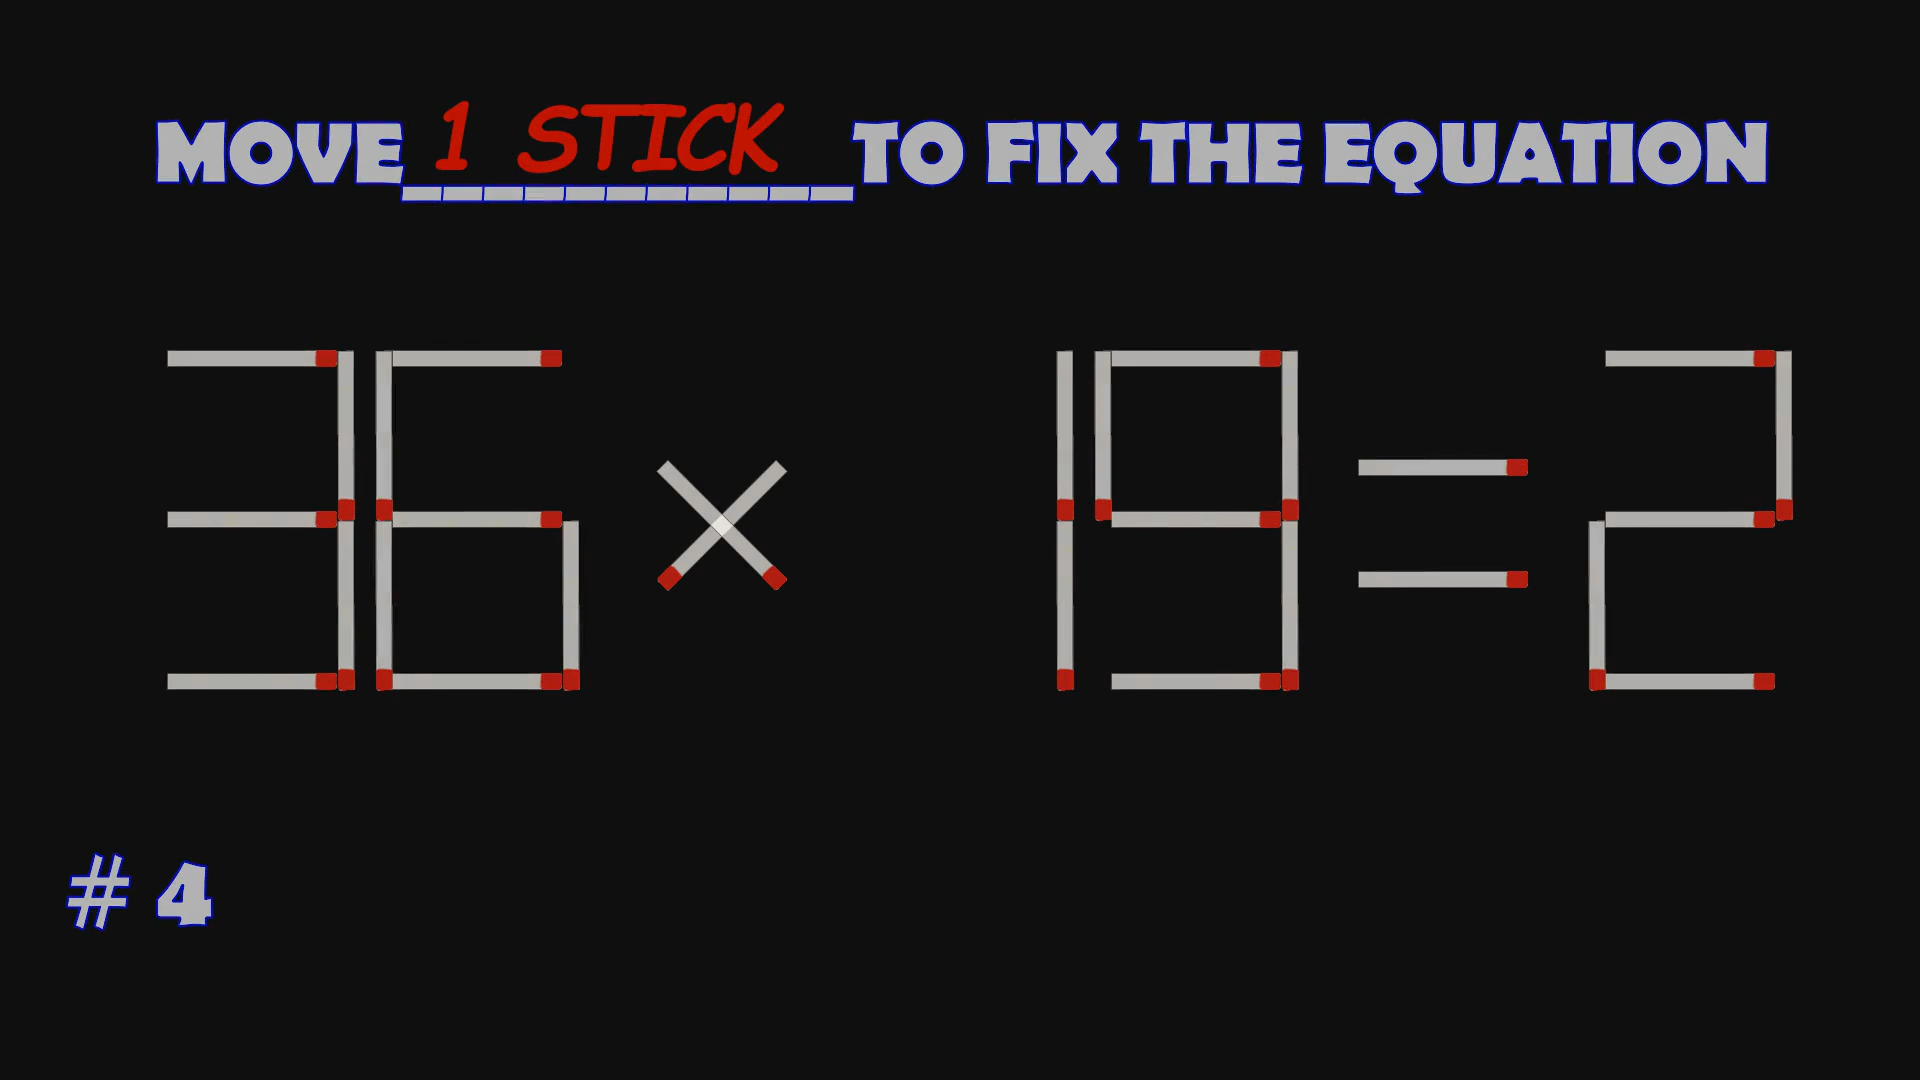 MOVE 1 STICK TO FIX THE EQUATION
36 × 19 = 2
# 4